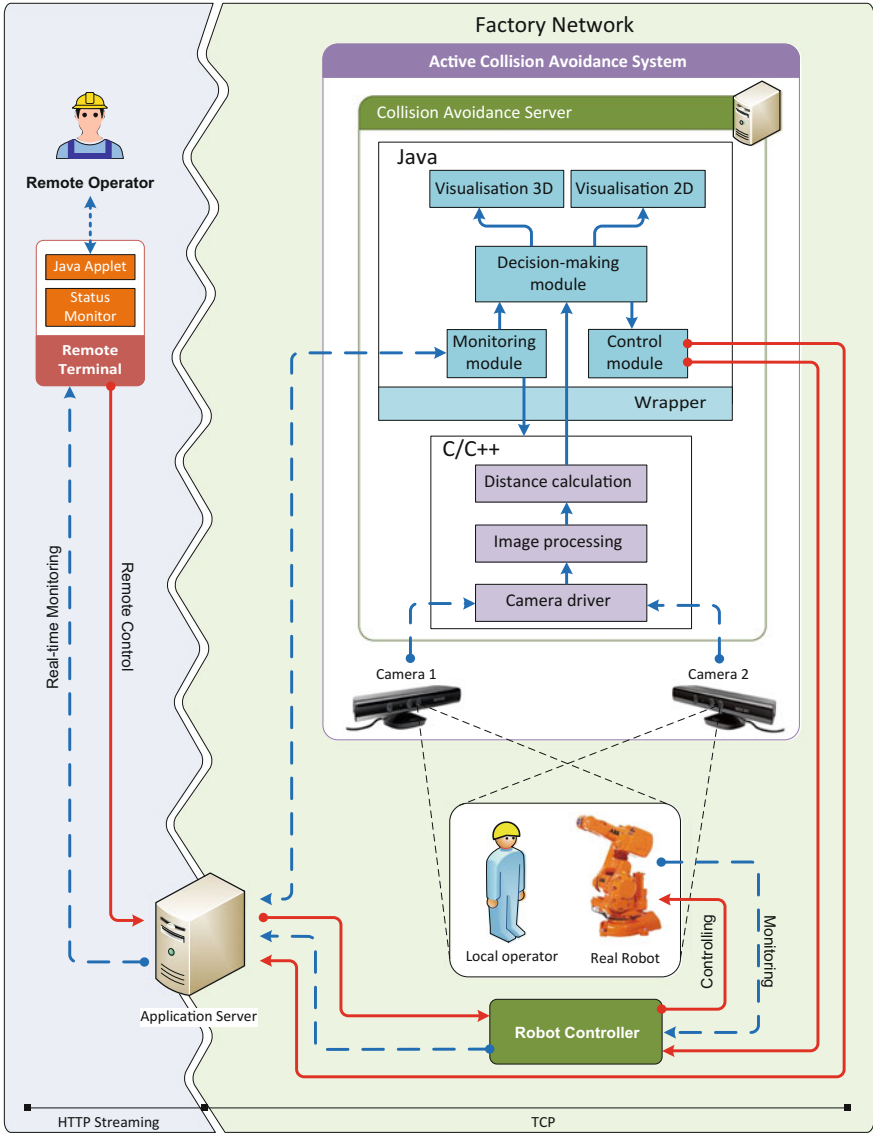 Factory Network
Active Collision Avoidance System
Collision Avoidance Server
Java
Visualisation 3D
Visualisation 2D
Decision-making
module
Monitoring
module
Control
module
Wrapper
C/C++
Distance calculation
Image processing
Camera driver
Camera 1
Camera 2
Remote Operator
Java Applet
Status
Monitor
Remote
Terminal
Real-time Monitoring
Remote Control
Local operator
Real Robot
Controlling
Monitoring
Application Server
Robot Controller
HTTP Streaming
TCP